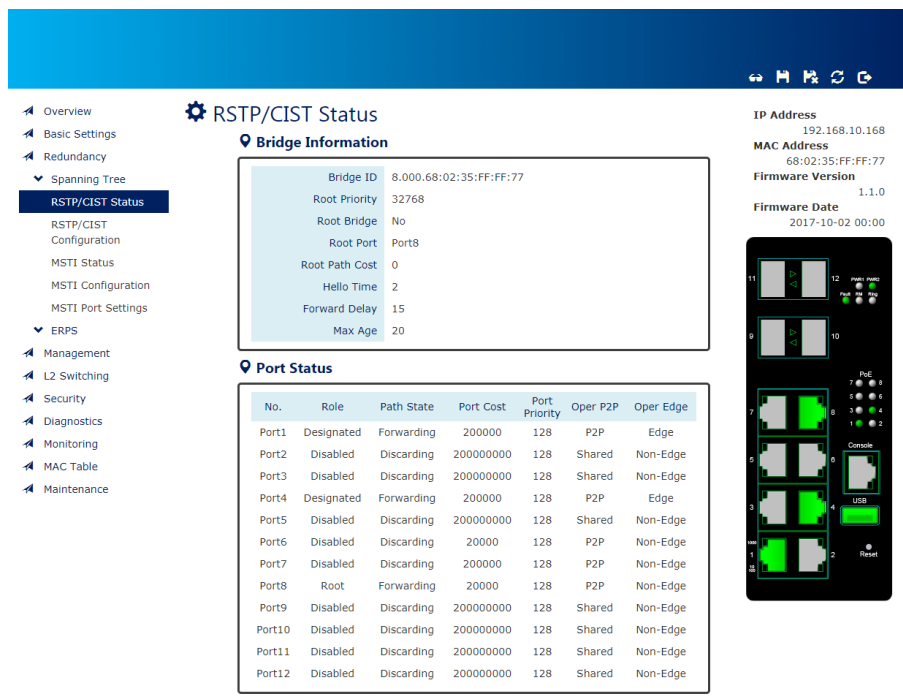 Overview
Basic Settings
Redundancy
Spanning Tree
RSTP/CIST Status
RSTP/CIST
Configuration
MSTI Status
MSTI Configuration
MSTI Port Settings
ERPS
Management
L2 Switching
Security
Diagnostics
Monitoring
MAC Table
Maintenance
RSTP/CIST Status
Bridge Information
Bridge ID 8.000.68:02:35:FF:FF:77
Root Priority 32768
Root Bridge No
Root Port Port8
Root Path Cost 0
Hello Time 2
Forward Delay 15
Max Age 20
Port Status
No. Role Path State Port Cost Port Priority Oper P2P Oper Edge
Port1 Designated Forwarding 200000 128 P2P Edge
Port2 Disabled Discarding 200000000 128 Shared Non-Edge
Port3 Disabled Discarding 200000000 128 Shared Non-Edge
Port4 Designated Forwarding 200000 128 P2P Edge
Port5 Disabled Discarding 200000000 128 Shared Non-Edge
Port6 Disabled Discarding 20000 128 P2P Non-Edge
Port7 Disabled Discarding 200000 128 P2P Non-Edge
Port8 Root Forwarding 20000 128 P2P Non-Edge
Port9 Disabled Discarding 200000000 128 Shared Non-Edge
Port10 Disabled Discarding 200000000 128 Shared Non-Edge
Port11 Disabled Discarding 200000000 128 Shared Non-Edge
Port12 Disabled Discarding 200000000 128 Shared Non-Edge
IP Address
192.168.10.168
MAC Address
68:02:35:FF:FF:77
Firmware Version
1.1.0
Firmware Date
2017-10-02 00:00
11 12 PWR1 PWR2
Fault RM Ring
9 10
PoE
7 8
5 6
3 4
1 2
7 8
Console
5 6
USB
3 4
1000
1 2 Reset